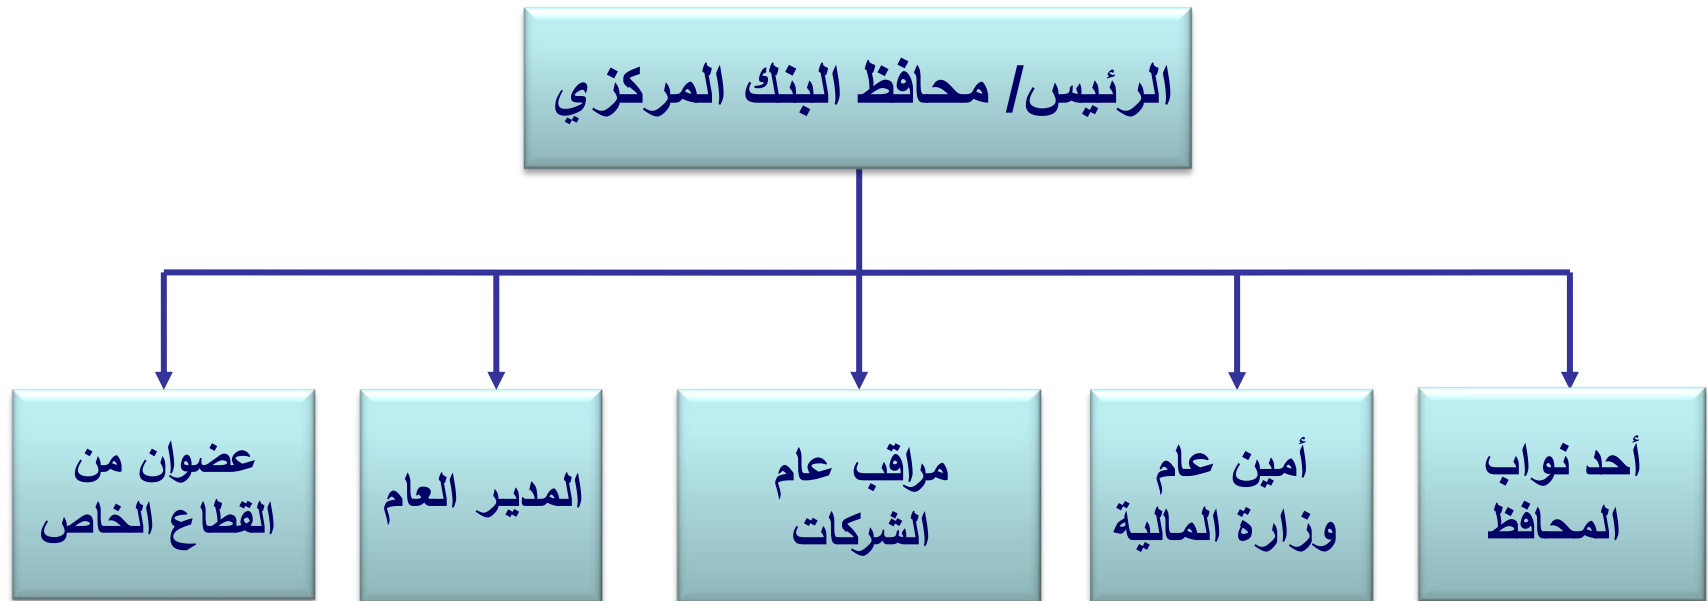 الرئيس/ محافظ البنك المركزي
أحد نواب
المحافظ
أمين عام
وزارة المالية
مراقب عام
الشركات
المدير العام
عضوان من
القطاع الخاص